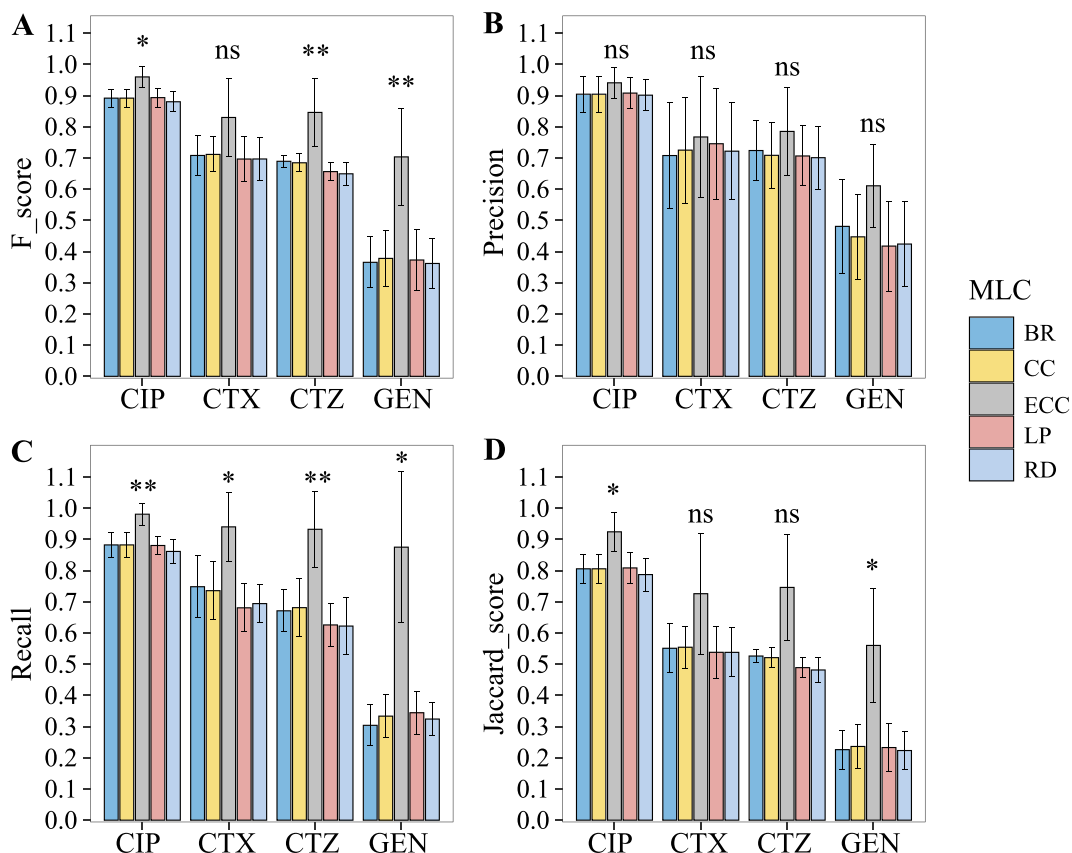 A
F_score
1.1
1.0
0.9
0.8
0.7
0.6
0.5
0.4
0.3
0.2
0.1
0.0
* ns ** **
CIP CTX CTZ GEN
B
Precision
1.1
1.0
0.9
0.8
0.7
0.6
0.5
0.4
0.3
0.2
0.1
0.0
ns ns ns ns
CIP CTX CTZ GEN
MLC
BR
CC
ECC
LP
RD
C
Recall
1.1
1.0
0.9
0.8
0.7
0.6
0.5
0.4
0.3
0.2
0.1
0.0
** * ** *
CIP CTX CTZ GEN
D
Jaccard_score
1.1
1.0
0.9
0.8
0.7
0.6
0.5
0.4
0.3
0.2
0.1
0.0
* ns ns *
CIP CTX CTZ GEN